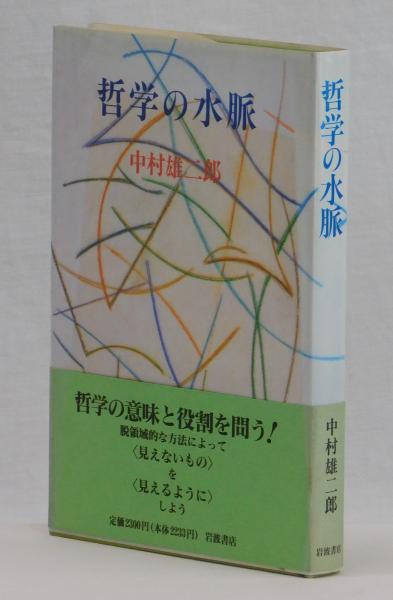 哲学の水脈
中村雄二郎
哲学の意味と役割を問う!
脱領域的な方法によって
〈見えないもの〉
を
〈見えるように〉
しよう
定価2300円(本体2233円) 岩波書店
哲学の水脈
中村雄二郎
岩波書店